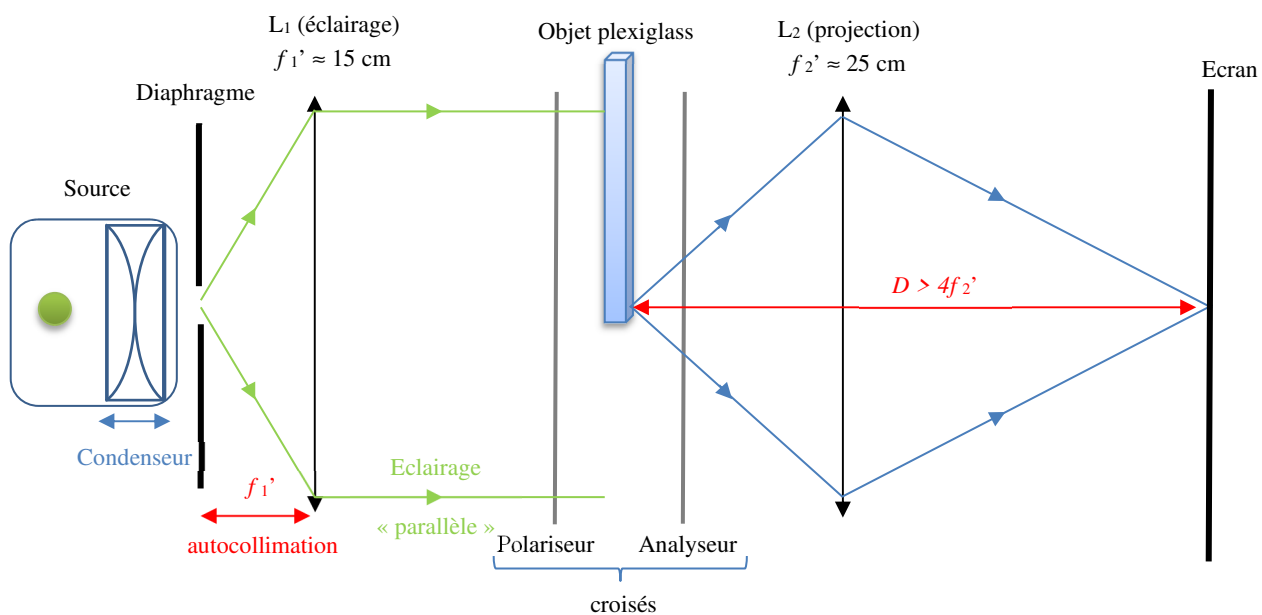 L1 (éclairage)
f1’ ≈ 15 cm
Objet plexiglass
L2 (projection)
f2’ ≈ 25 cm
Ecran
Diaphragme
Source
D > 4f2’
Condenseur
f1’
autocollimation
Eclairage
« parallèle »
Polariseur
Analyseur
croisés